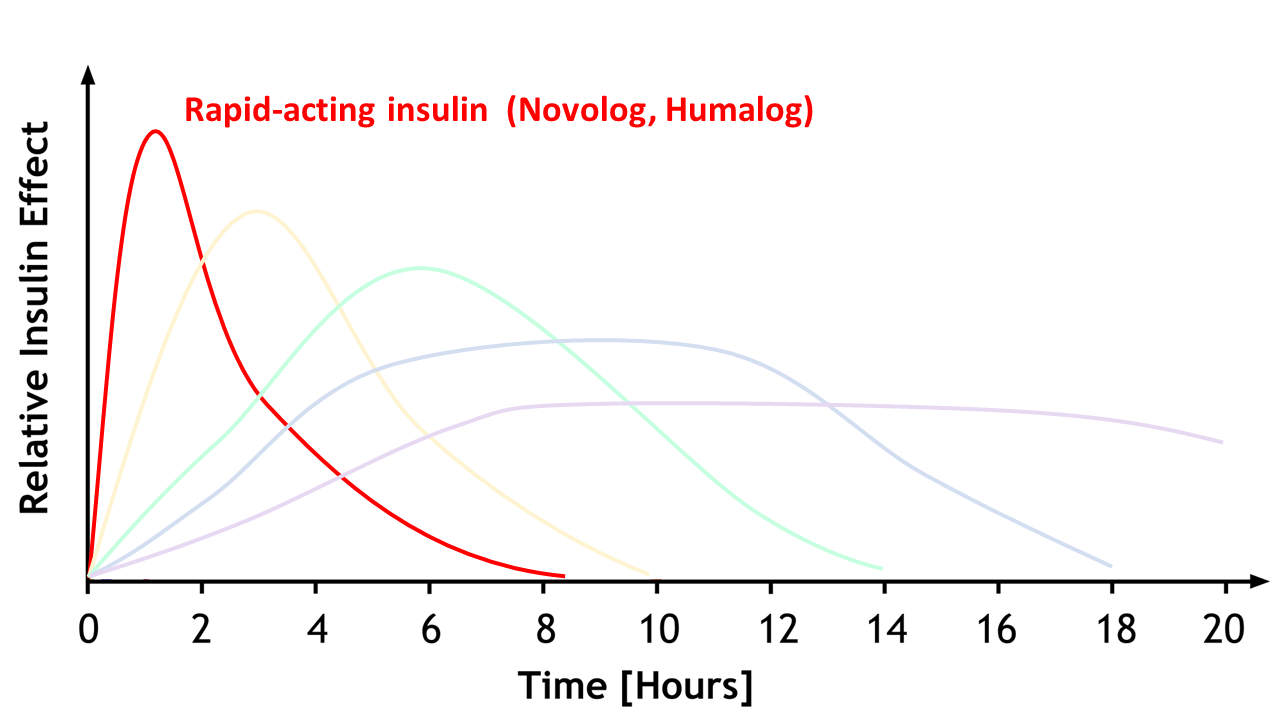 Rapid-acting insulin (Novolog, Humalog)
Relative Insulin Effect
0 2 4 6 8 10 12 14 16 18 20
Time [Hours]